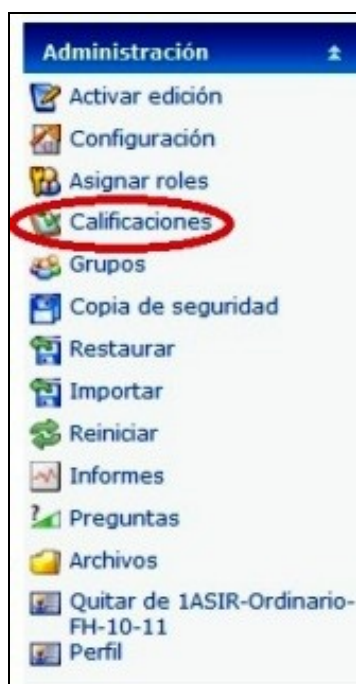 Administración
Activar edición
Configuración
Asignar roles
Calificaciones
Grupos
Copia de seguridad
Restaurar
Importar
Reiniciar
Informes
Preguntas
Archivos
Quitar de 1ASIR-Ordinario-
FH-10-11
Perfil